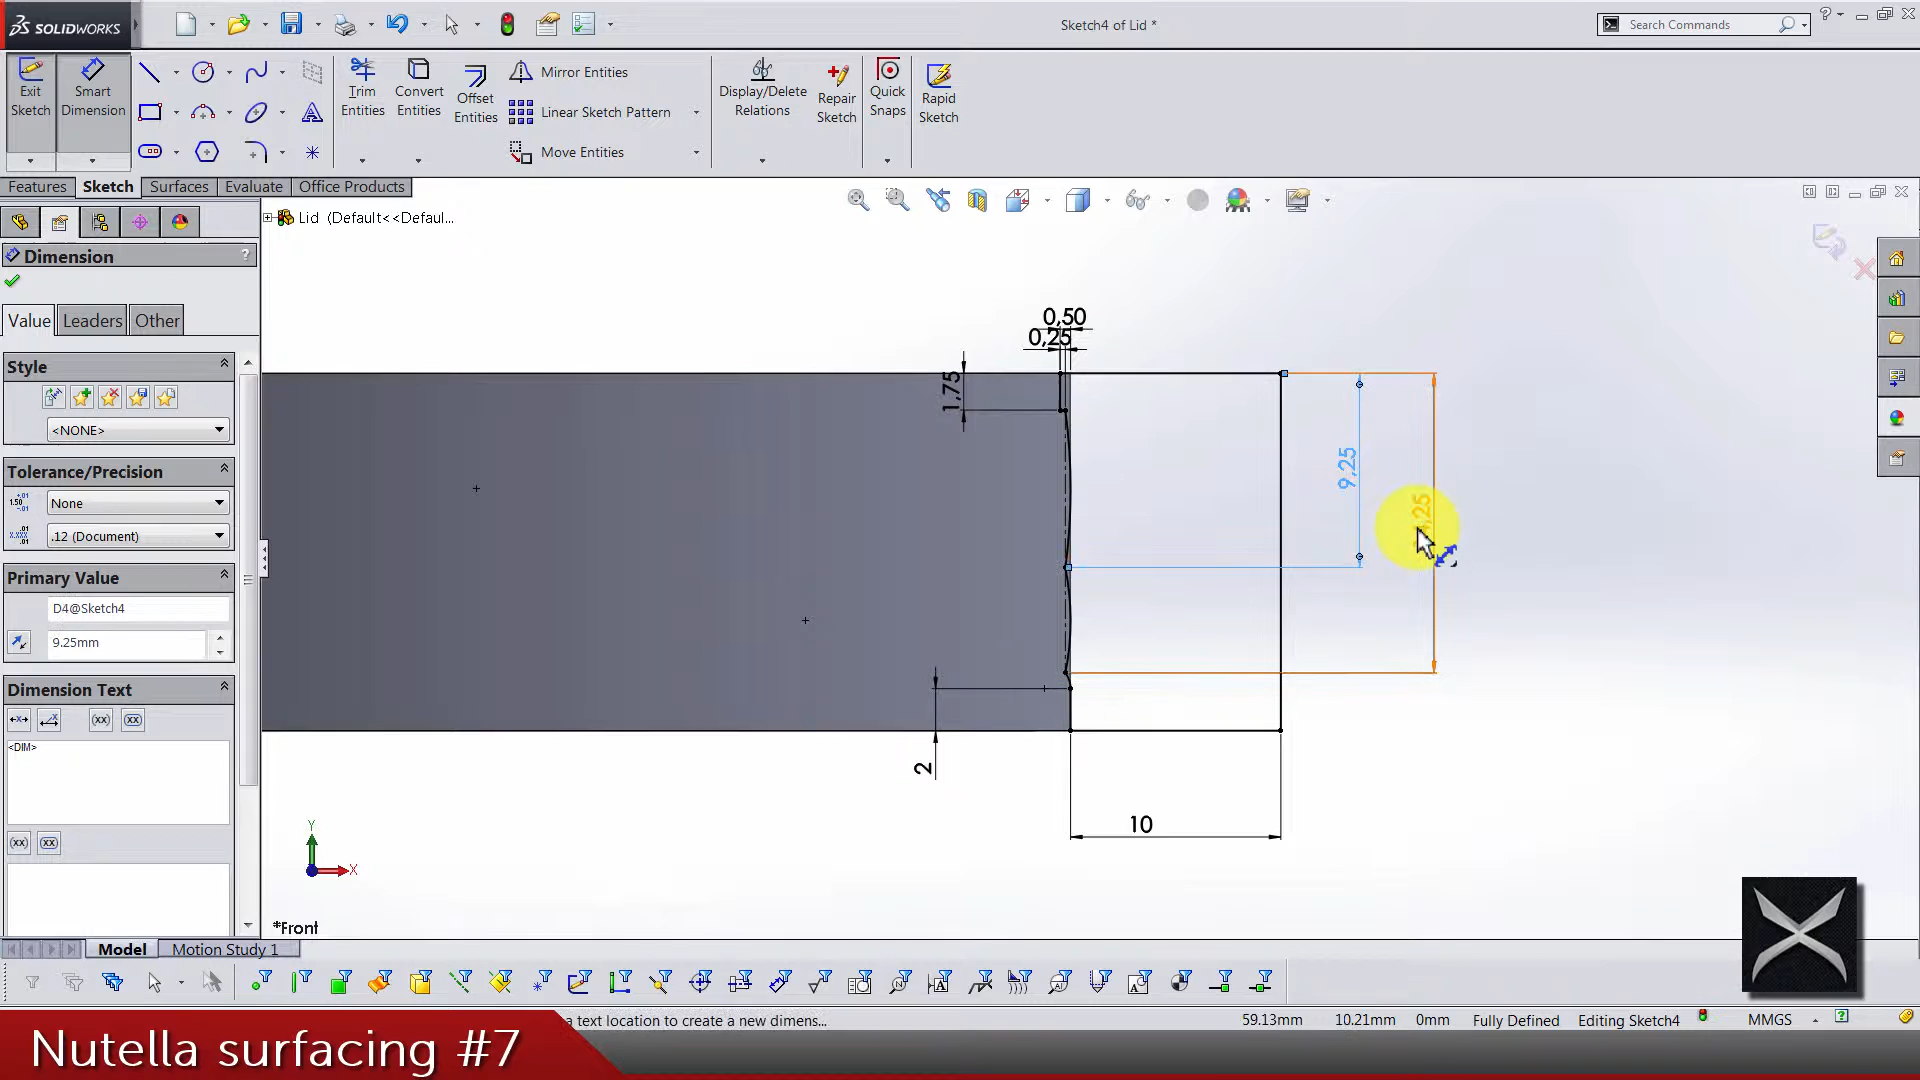 SOLIDWORKS
Sketch4 of Lid *
Search Commands
Exit Sketch
Smart Dimension
Trim Entities
Convert Entities
Offset Entities
Mirror Entities
Linear Sketch Pattern
Move Entities
Display/Delete Relations
Repair Sketch
Quick Snaps
Rapid Sketch
Features
Sketch
Surfaces
Evaluate
Office Products
Lid (Default<<Defaul...
Dimension
?
Value
Leaders
Other
Style
<NONE>
Tolerance/Precision
None
.12 (Document)
Primary Value
D4@Sketch4
9.25mm
Dimension Text
<DIM>
0,50
0,25
1,75
9,25
2
10
Y
X
*Front
Model
Motion Study 1
a text location to create a new dimens...
59.13mm
10.21mm
0mm
Fully Defined
Editing Sketch4
MMGS
Nutella surfacing #7